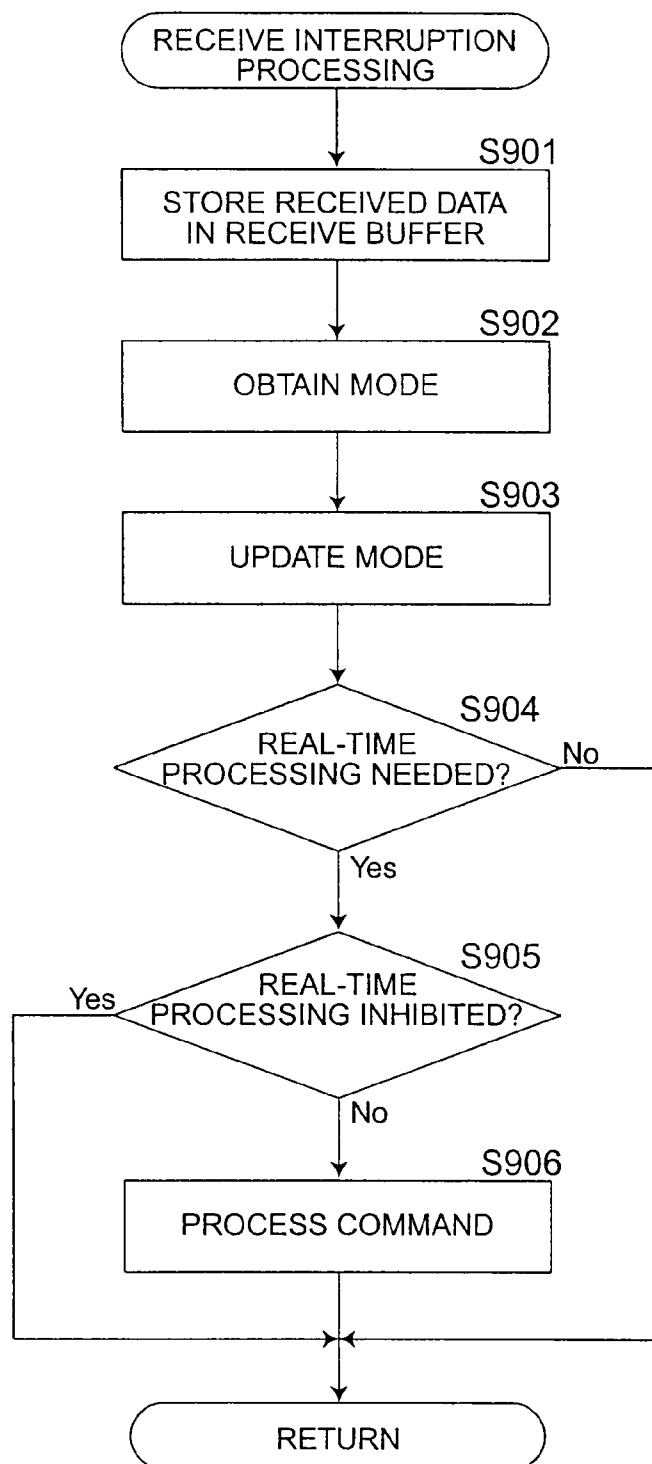 RECEIVE INTERRUPTION
PROCESSING
S901
STORE RECEIVED DATA
IN RECEIVE BUFFER
S902
OBTAIN MODE
S903
UPDATE MODE
S904
REAL-TIME
PROCESSING NEEDED?
No
Yes
S905
REAL-TIME
PROCESSING INHIBITED?
Yes
No
S906
PROCESS COMMAND
RETURN